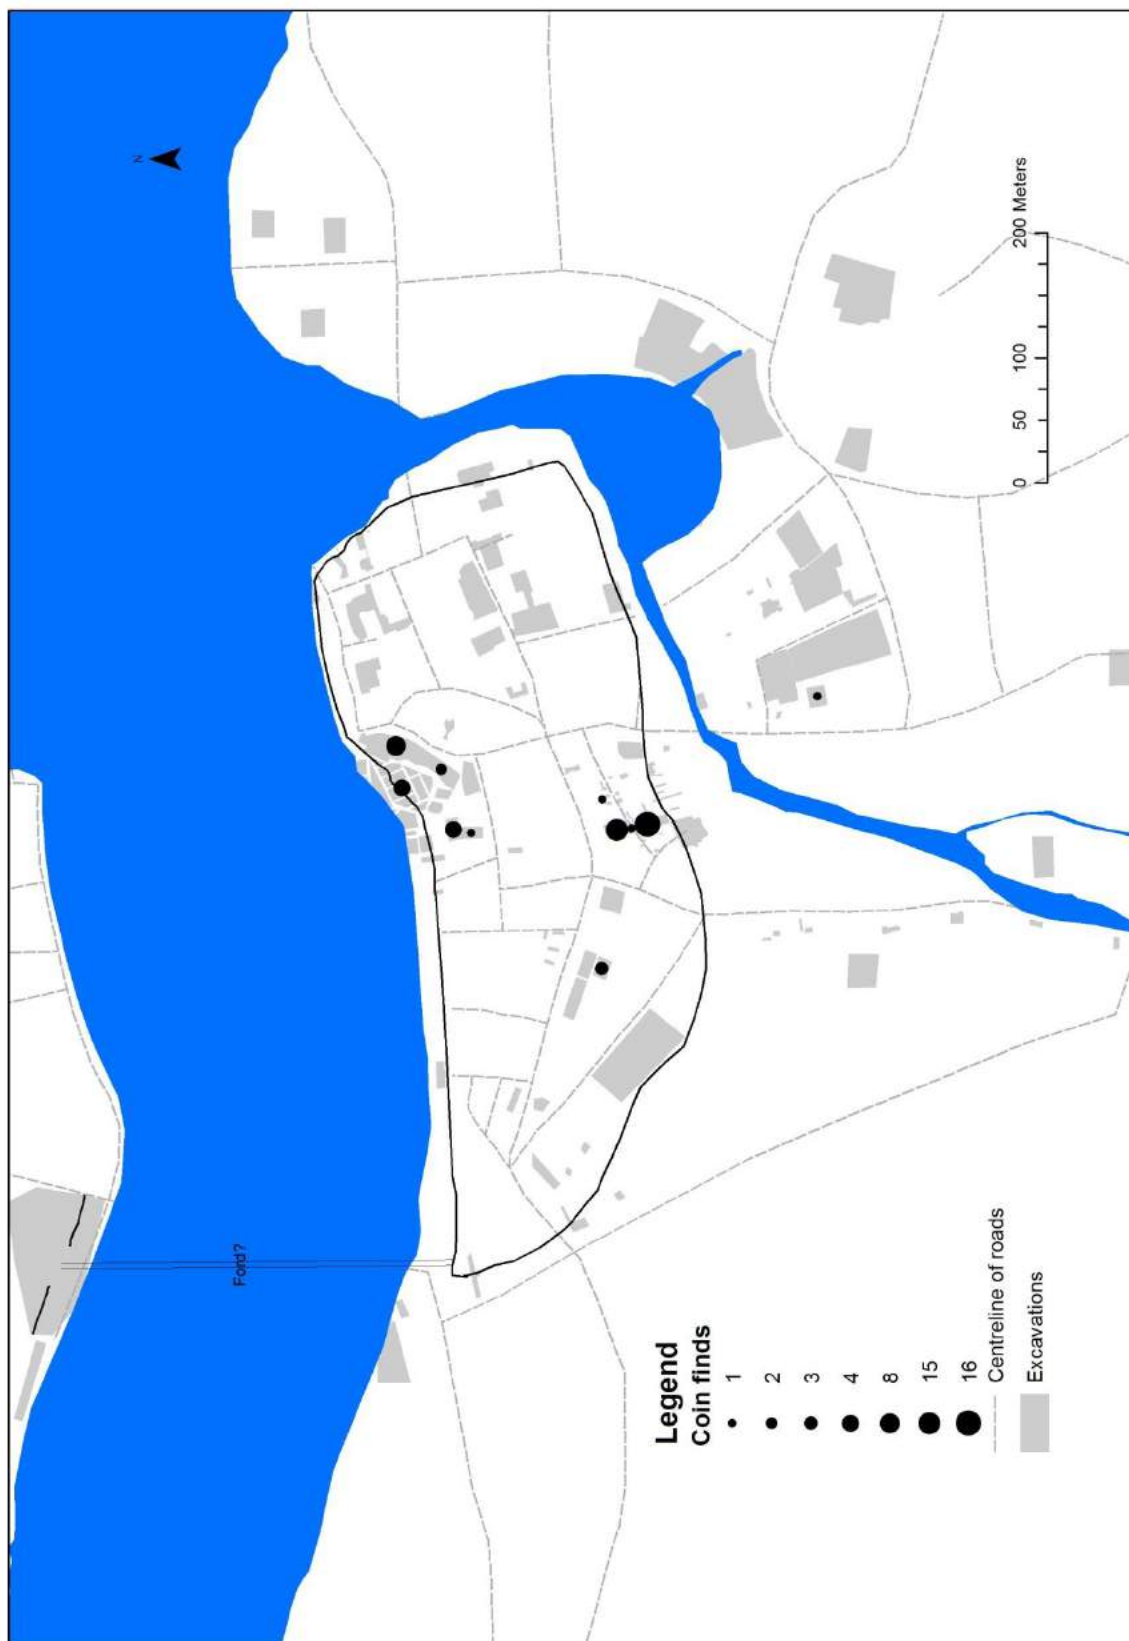 N
Ford?
0 50 100 200 Meters
Legend
Coin finds
1
2
3
4
8
15
16
Centreline of roads
Excavations